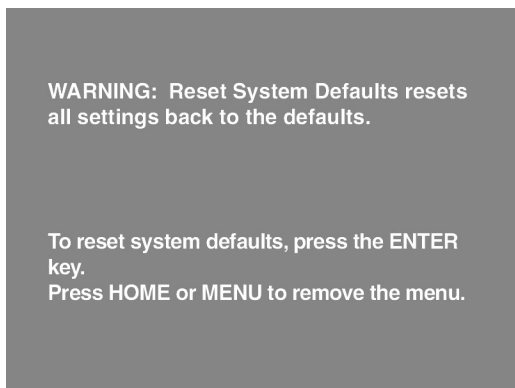 WARNING:  Reset System Defaults resets
all settings back to the defaults.
To reset system defaults, press the ENTER
key.
Press HOME or MENU to remove the menu.